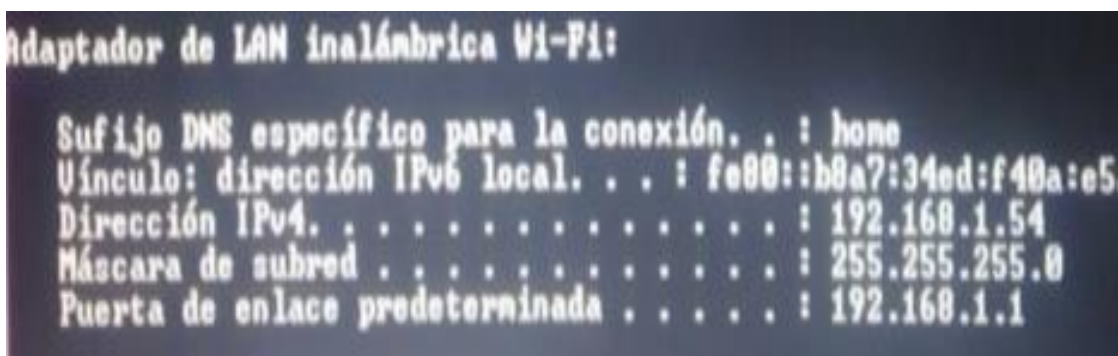 Adaptador de LAN inalámbrica Wi-Fi:
Sufijo DNS específico para la conexión. . : home
Vínculo: dirección IPv6 local. . . : fe80::b8a7:34ed:f40a:e5
Dirección IPv4. . . . . . . . . . . . . . : 192.168.1.54
Máscara de subred . . . . . . . . . . . . : 255.255.255.0
Puerta de enlace predeterminada . . . . . : 192.168.1.1